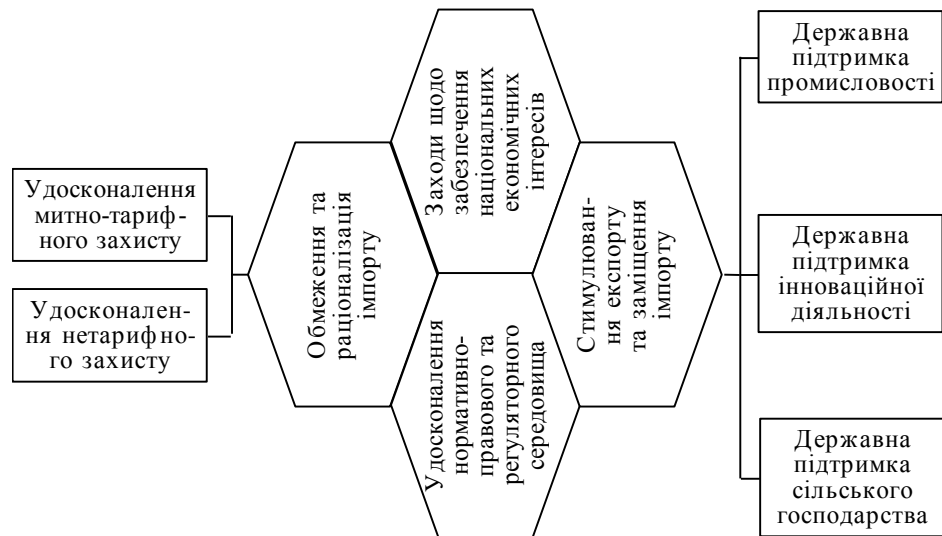 Удосконалення
митно-тариф-
ного захисту
Удосконален-
ня нетарифно-
го захисту
Обмеження та
раціоналізація
імпорту
Заходи щодо
забезпечення
національних
економічних
інтересів
Удосконалення
нормативно-
правового та
регуляторного
середовища
Стимулюван-
ня експорту
та заміщення
імпорту
Державна
підтримка
промисловості
Державна
підтримка
інноваційної
діяльності
Державна
підтримка
сільського
господарства